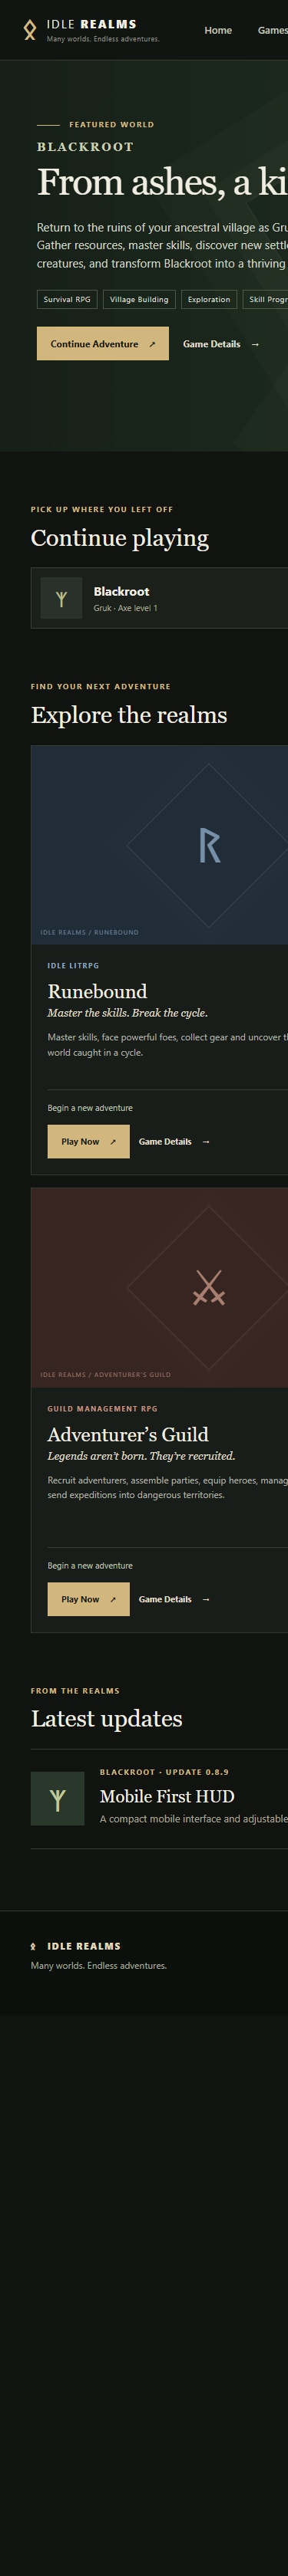 IDLE REALMS
Many worlds. Endless adventures.
Home
Games
FEATURED WORLD
BLACKROOT
From ashes, a ki
Return to the ruins of your ancestral village as Gru
Gather resources, master skills, discover new settle
creatures, and transform Blackroot into a thriving
Survival RPG
Village Building
Exploration
Skill Progr
Continue Adventure ↗
Game Details →
PICK UP WHERE YOU LEFT OFF
Continue playing
Blackroot
Gruk · Axe level 1
FIND YOUR NEXT ADVENTURE
Explore the realms
IDLE REALMS / RUNEBOUND
IDLE LITRPG
Runebound
Master the skills. Break the cycle.
Master skills, face powerful foes, collect gear and uncover th
world caught in a cycle.
Begin a new adventure
Play Now ↗
Game Details →
IDLE REALMS / ADVENTURER'S GUILD
GUILD MANAGEMENT RPG
Adventurer’s Guild
Legends aren’t born. They’re recruited.
Recruit adventurers, assemble parties, equip heroes, manag
send expeditions into dangerous territories.
Begin a new adventure
Play Now ↗
Game Details →
FROM THE REALMS
Latest updates
BLACKROOT · UPDATE 0.8.9
Mobile First HUD
A compact mobile interface and adjustable
IDLE REALMS
Many worlds. Endless adventures.